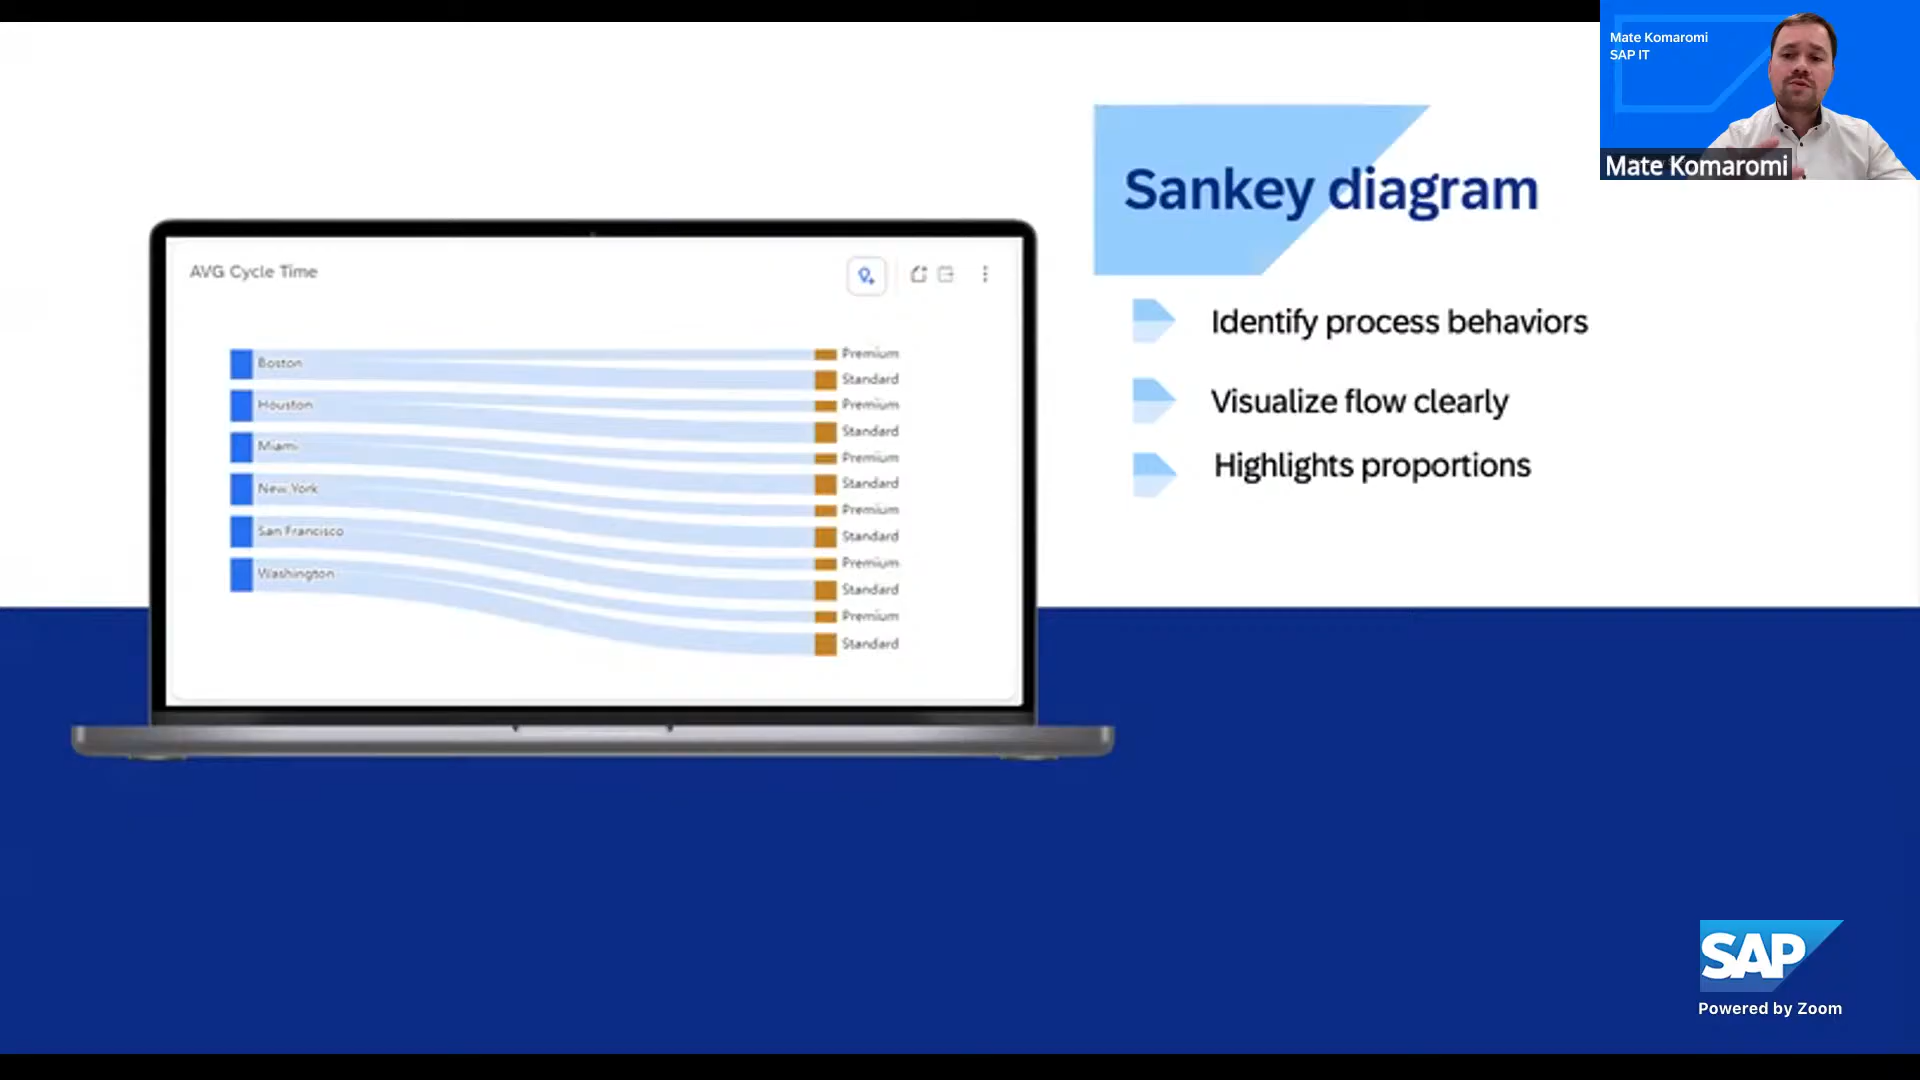 Mate Komaromi
SAP IT
Mate Komaromi
Sankey diagram
Identify process behaviors
Visualize flow clearly
Highlights proportions
AVG Cycle Time
Boston
Houston
Miami
New York
San Francisco
Washington
Premium
Standard
Premium
Standard
Premium
Standard
Premium
Standard
Premium
Standard
Premium
Standard
SAP
Powered by Zoom